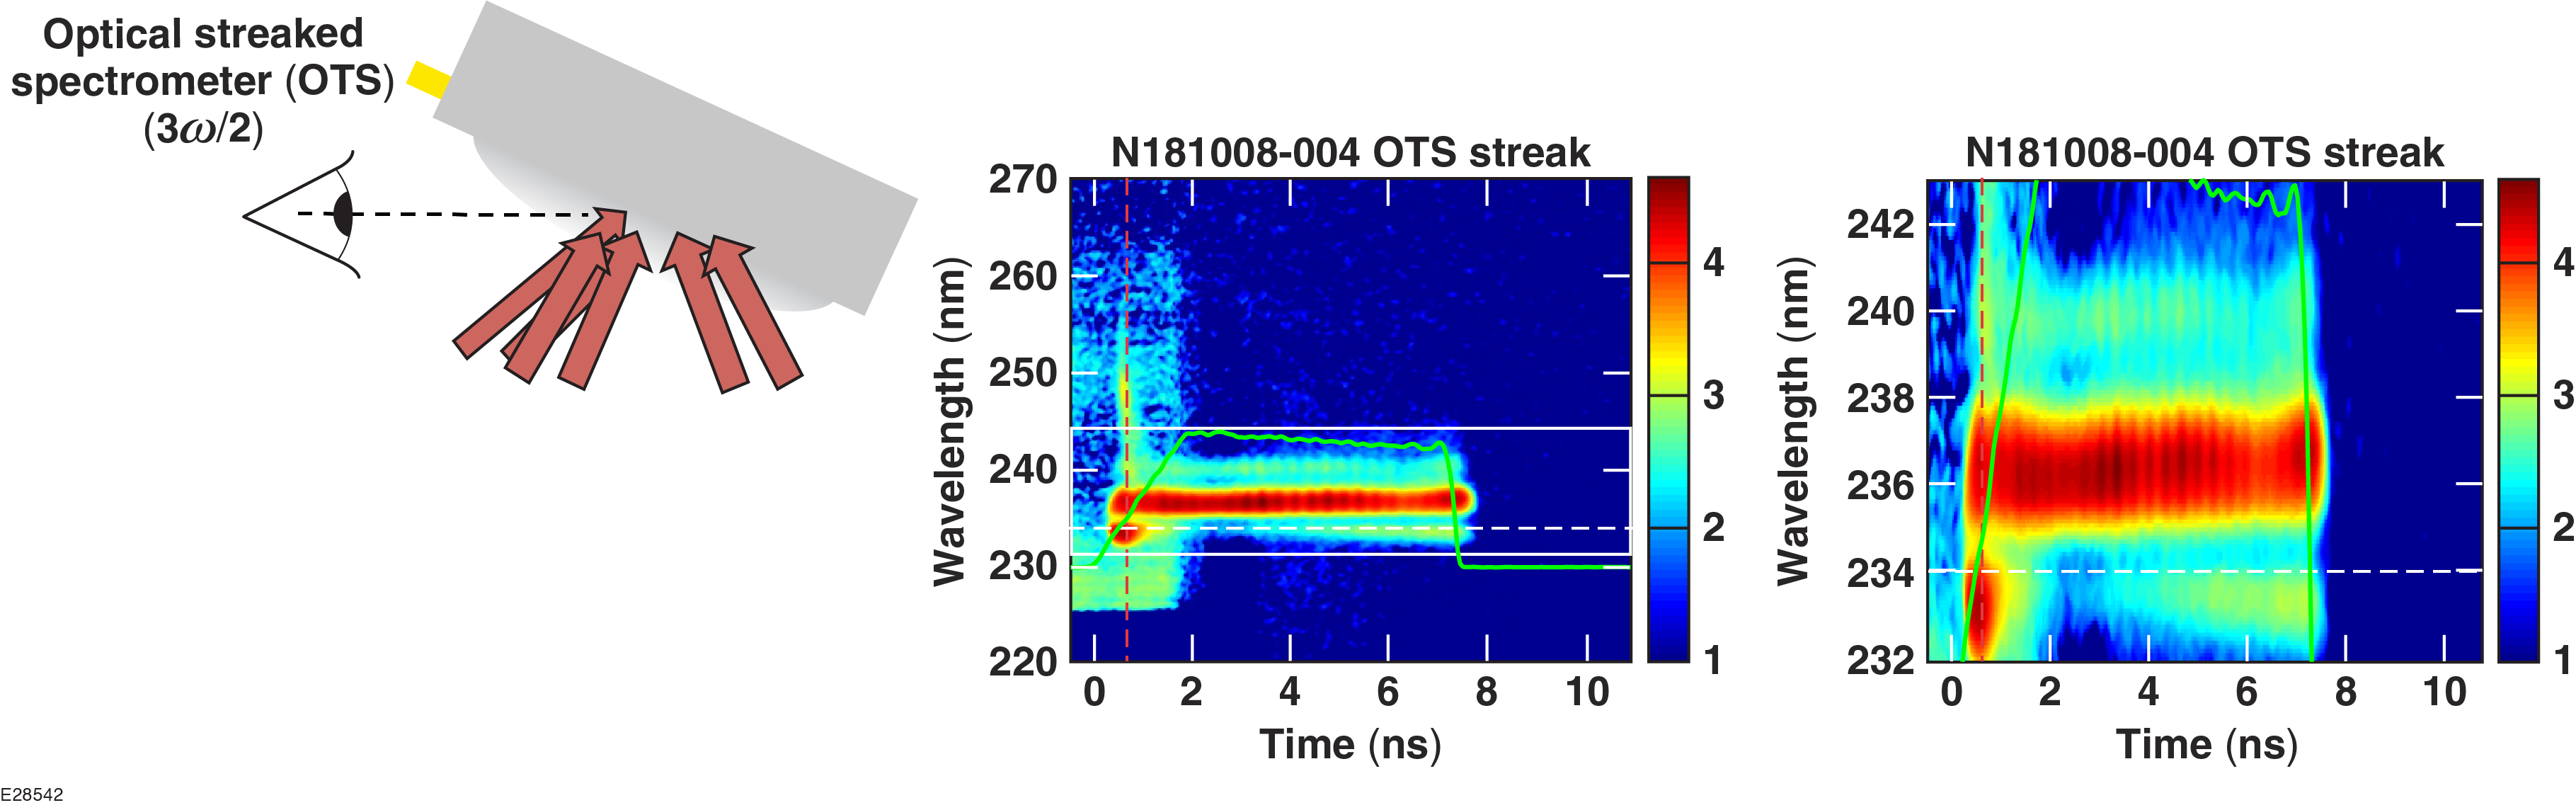 Optical streaked
spectrometer (OTS)
(3ω/2)
N181008-004 OTS streak
Wavelength (nm)
270
260
250
240
230
220
0 2 4 6 8 10
Time (ns)
4
3
2
1
N181008-004 OTS streak
Wavelength (nm)
242
240
238
236
234
232
0 2 4 6 8 10
Time (ns)
4
3
2
1
E28542